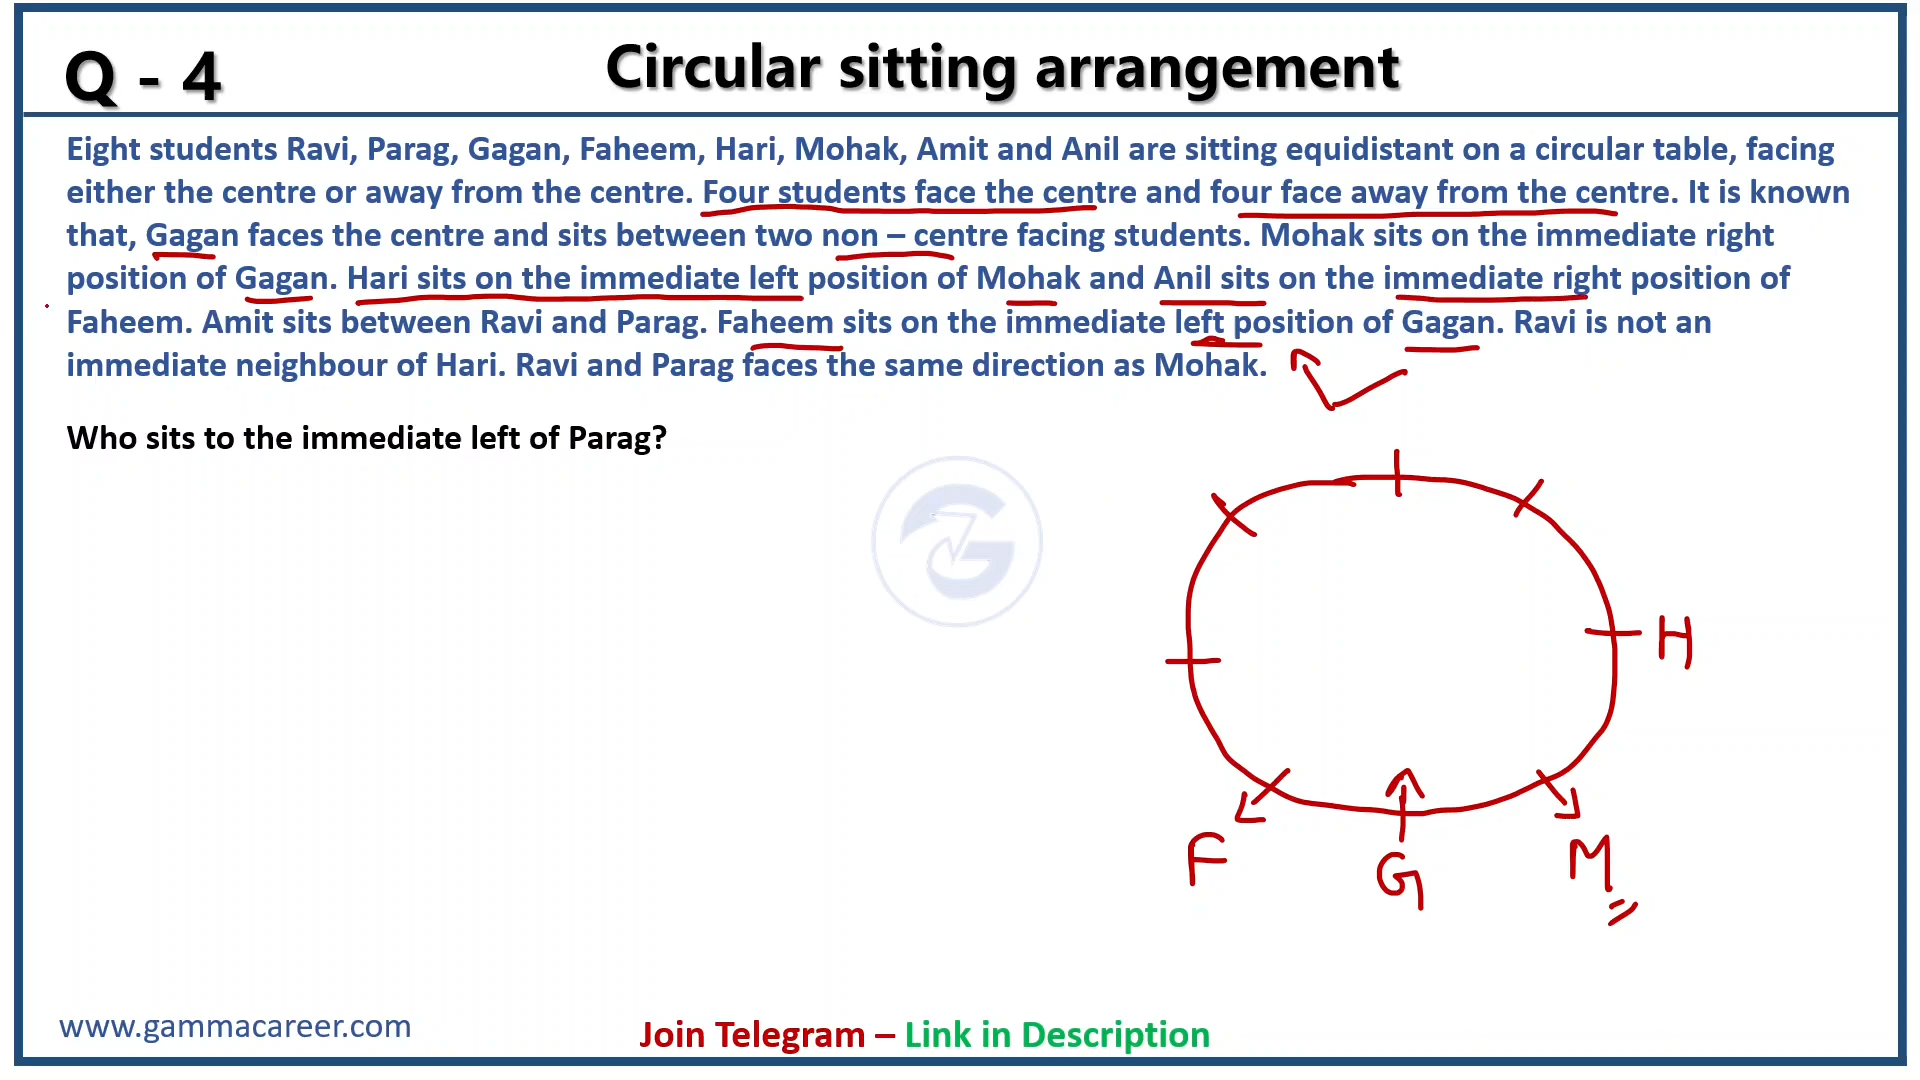 Q - 4
Circular sitting arrangement
Eight students Ravi, Parag, Gagan, Faheem, Hari, Mohak, Amit and Anil are sitting equidistant on a circular table, facing
either the centre or away from the centre. Four students face the centre and four face away from the centre. It is known
that, Gagan faces the centre and sits between two non – centre facing students. Mohak sits on the immediate right
position of Gagan. Hari sits on the immediate left position of Mohak and Anil sits on the immediate right position of
Faheem. Amit sits between Ravi and Parag. Faheem sits on the immediate left position of Gagan. Ravi is not an
immediate neighbour of Hari. Ravi and Parag faces the same direction as Mohak.
Who sits to the immediate left of Parag?
H
F
G
M
www.gammacareer.com
Join Telegram – Link in Description